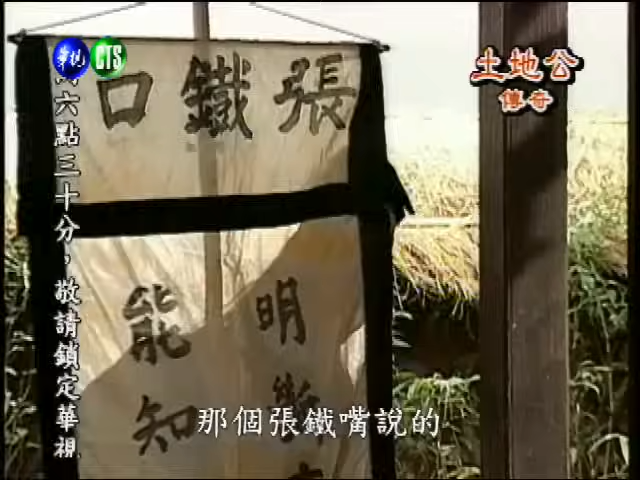 華視 CTS
土地公
傳奇
六點三十分，敬請鎖定華視
張鐵口
明斷
能知
那個張鐵嘴說的